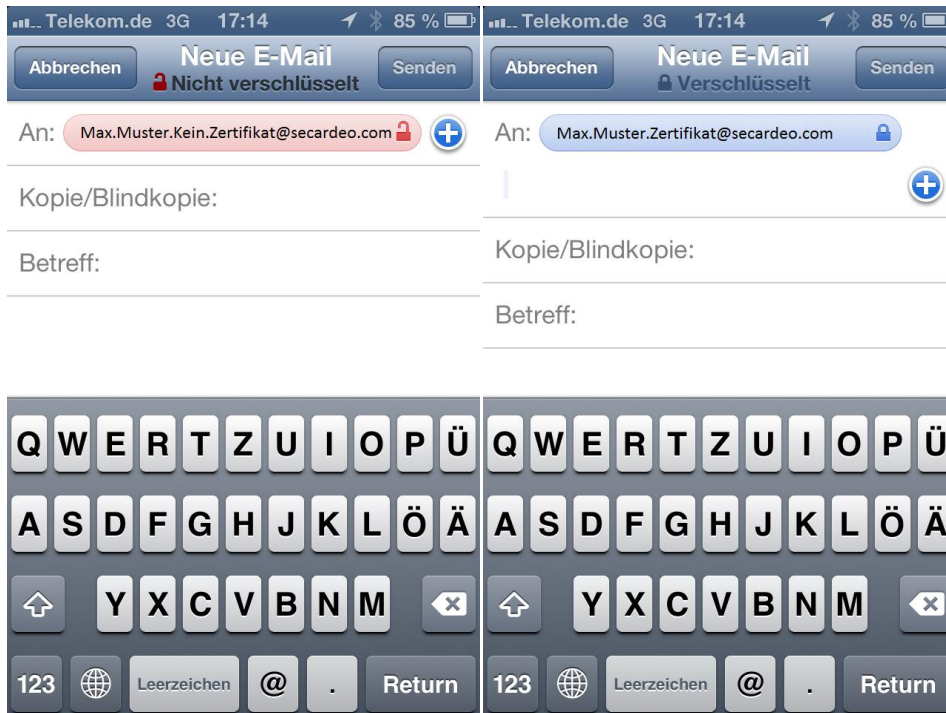 Telekom.de 3G 17:14 85 %
Abbrechen
Neue E-Mail
Nicht verschlüsselt
Senden
An: Max.Muster.Kein.Zertifikat@secardeo.com
Kopie/Blindkopie:
Betreff:
Q W E R T Z U I O P Ü
A S D F G H J K L Ö Ä
Y X C V B N M
123 Leerzeichen @ . Return
Telekom.de 3G 17:14 85 %
Abbrechen
Neue E-Mail
Verschlüsselt
Senden
An: Max.Muster.Zertifikat@secardeo.com
Kopie/Blindkopie:
Betreff:
Q W E R T Z U I O P Ü
A S D F G H J K L Ö Ä
Y X C V B N M
123 Leerzeichen @ . Return